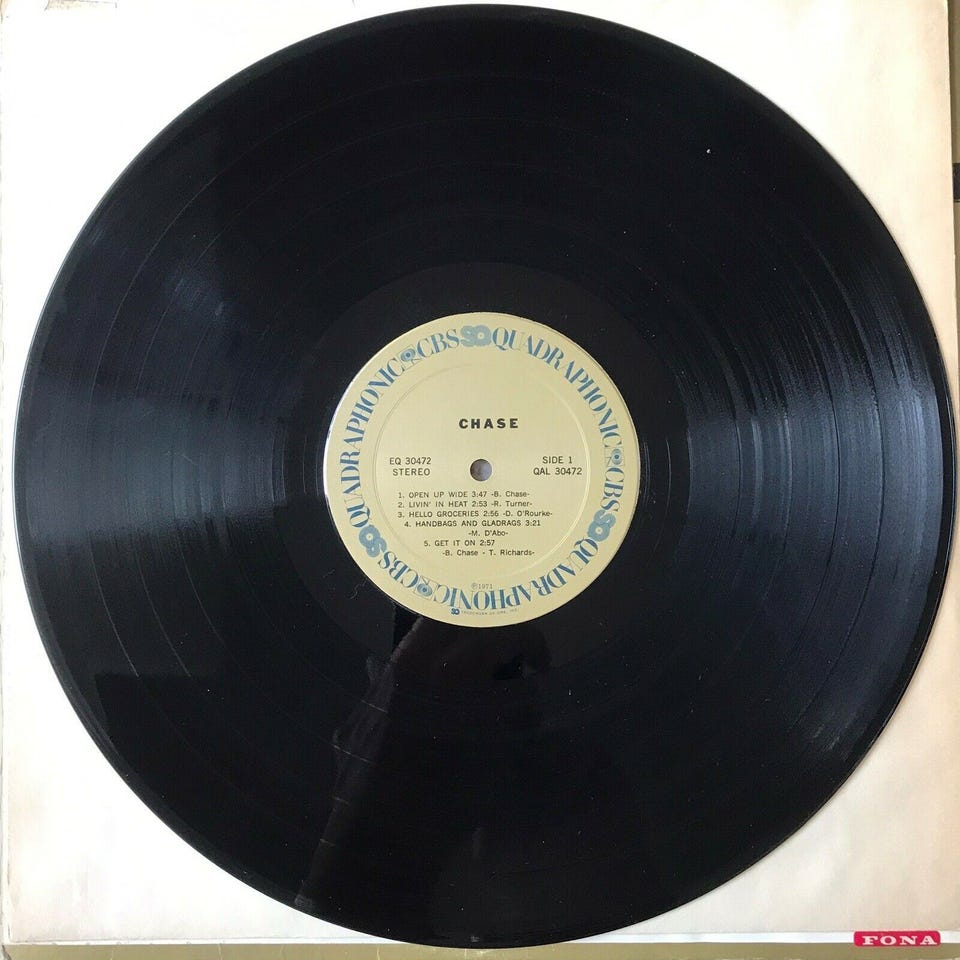 CBS SQ QUADRAPHONIC CBS SQ QUADRAPHONIC CBS SQ QUADRAPHONIC
CHASE
EQ 30472
STEREO
SIDE 1
QAL 30472
1. OPEN UP WIDE 3:47 -B. Chase-
2. LIVIN' IN HEAT 2:53 -R. Turner-
3. HELLO GROCERIES 2:56 -D. O'Rourke-
4. HANDBAGS AND GLADRAGS 3:21
-M. D'Abo-
5. GET IT ON 2:57
-B. Chase - T. Richards-
℗1971
SQ
FONA